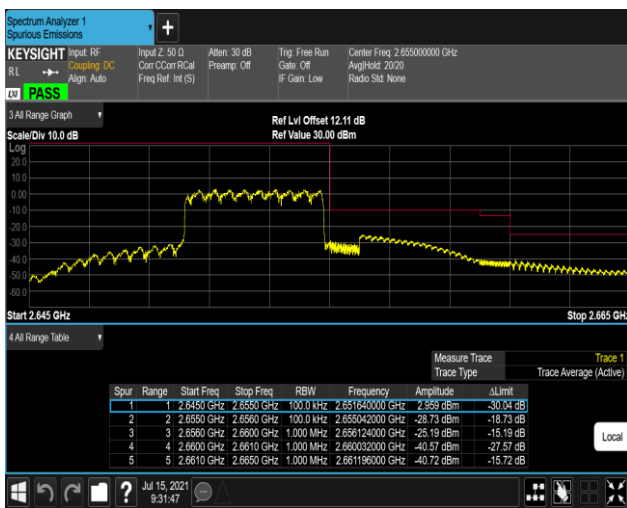 Spectrum Analyzer 1
Spurious Emissions
KEYSIGHT Input: RF Input Z: 50 Ω Atten: 30 dB Trig: Free Run Center Freq: 2.655000000 GHz
Coupling: DC Corr CCorr RCal Preamp: Off Gate: Off Avg|Hold: 20/20
RL Align: Auto Freq Ref: Int (S) IF Gain: Low Radio Std: None
LXI PASS
3 All Range Graph
Ref Lvl Offset 12.11 dB
Scale/Div 10.0 dB Ref Value 30.00 dBm
Log
20.0
10.0
0.00
-10.0
-20.0
-30.0
-40.0
-50.0
-60.0
Start 2.645 GHz Stop 2.665 GHz
4 All Range Table
Measure Trace Trace 1
Trace Type Trace Average (Active)
Spur Range Start Freq Stop Freq RBW Frequency Amplitude ΔLimit
1 1 2.6450 GHz 2.6550 GHz 100.0 kHz 2.651640000 GHz 2.959 dBm -30.04 dB
2 2 2.6550 GHz 2.6560 GHz 100.0 kHz 2.655042000 GHz -28.73 dBm -18.73 dB
3 3 2.6560 GHz 2.6600 GHz 1.000 MHz 2.656124000 GHz -25.19 dBm -15.19 dB
4 4 2.6600 GHz 2.6610 GHz 1.000 MHz 2.660032000 GHz -40.57 dBm -27.57 dB
5 5 2.6610 GHz 2.6650 GHz 1.000 MHz 2.661196000 GHz -40.72 dBm -15.72 dB
Local
Jul 15, 2021
9:31:47